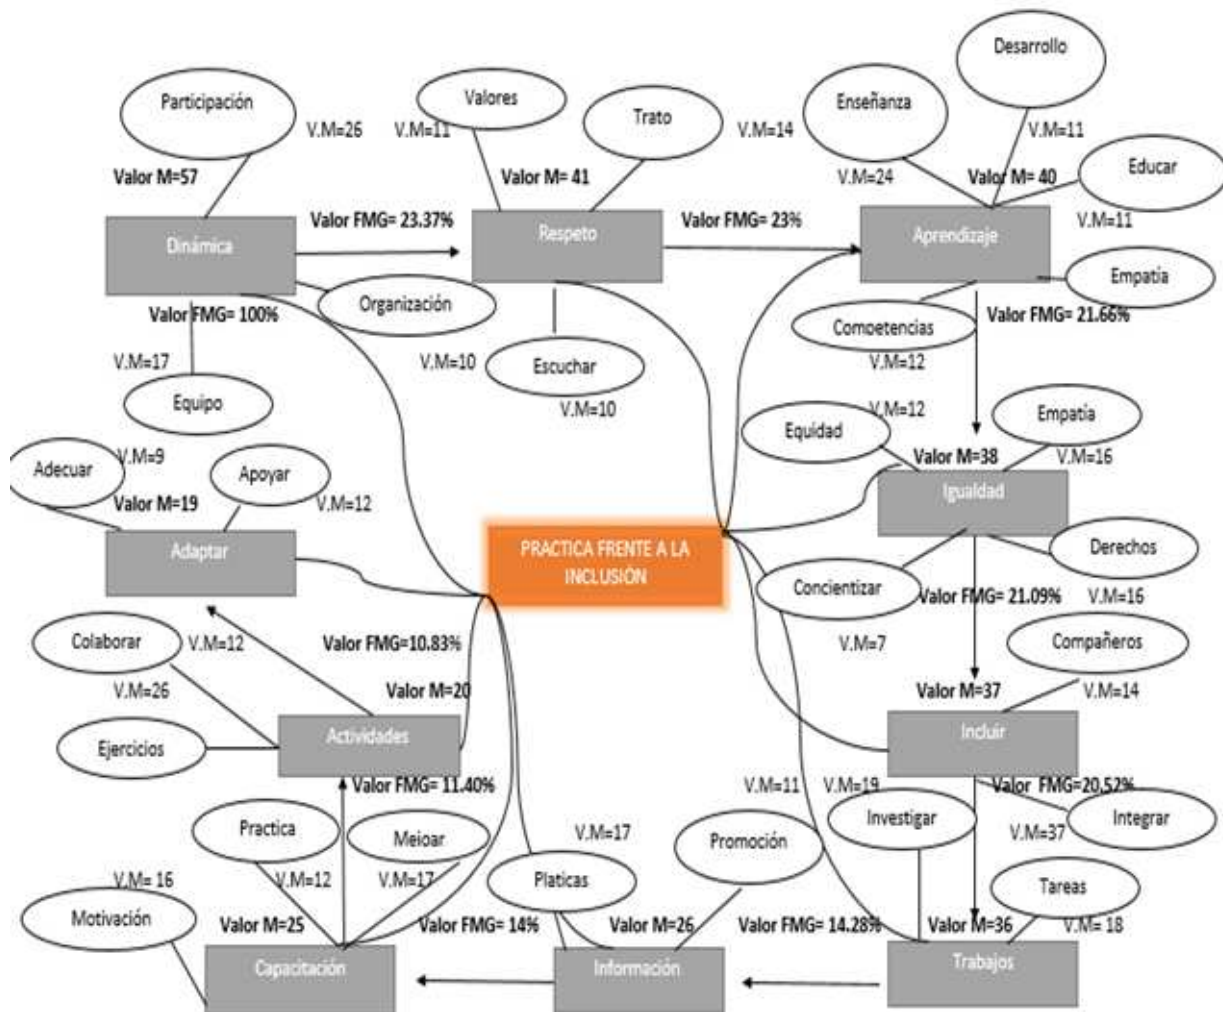 Desarrollo
Participación
Valores
Enseñanza
Trato
V.M=26
V.M=11
V.M=14
V.M=11
Valor M=57
Valor M= 41
V.M=24
Valor M= 40
Educar
Valor FMG= 23.37%
Valor FMG= 23%
V.M=11
Dinámica
Respeto
Aprendizaje
Empatía
Organización
Valor FMG= 100%
Competencias
Valor FMG= 21.66%
V.M=17
V.M=10
Escuchar
V.M=12
Equipo
V.M=10
V.M=12
Empatía
Equidad
Adecuar
V.M=9
Apoyar
Valor M=38
V.M=16
Valor M=19
V.M=12
Igualdad
Adaptar
PRACTICA FRENTE A LA
INCLUSIÓN
Derechos
Concientizar
Valor FMG= 21.09%
V.M=16
Colaborar
V.M=12
Valor FMG=10.83%
V.M=7
Compañeros
V.M=26
Valor M=20
Valor M=37
V.M=14
Ejercicios
Actividades
Incluir
Valor FMG= 11.40%
V.M=11
V.M=19
Valor FMG=20.52%
Practica
Mejoar
V.M=17
Promoción
Investigar
V.M=37
Integrar
V.M= 16
V.M=12
V.M=17
Platicas
Tareas
Motivación
Valor M=25
Valor FMG= 14%
Valor M=26
Valor FMG= 14.28%
Valor M=36
V.M= 18
Capacitación
Información
Trabajos